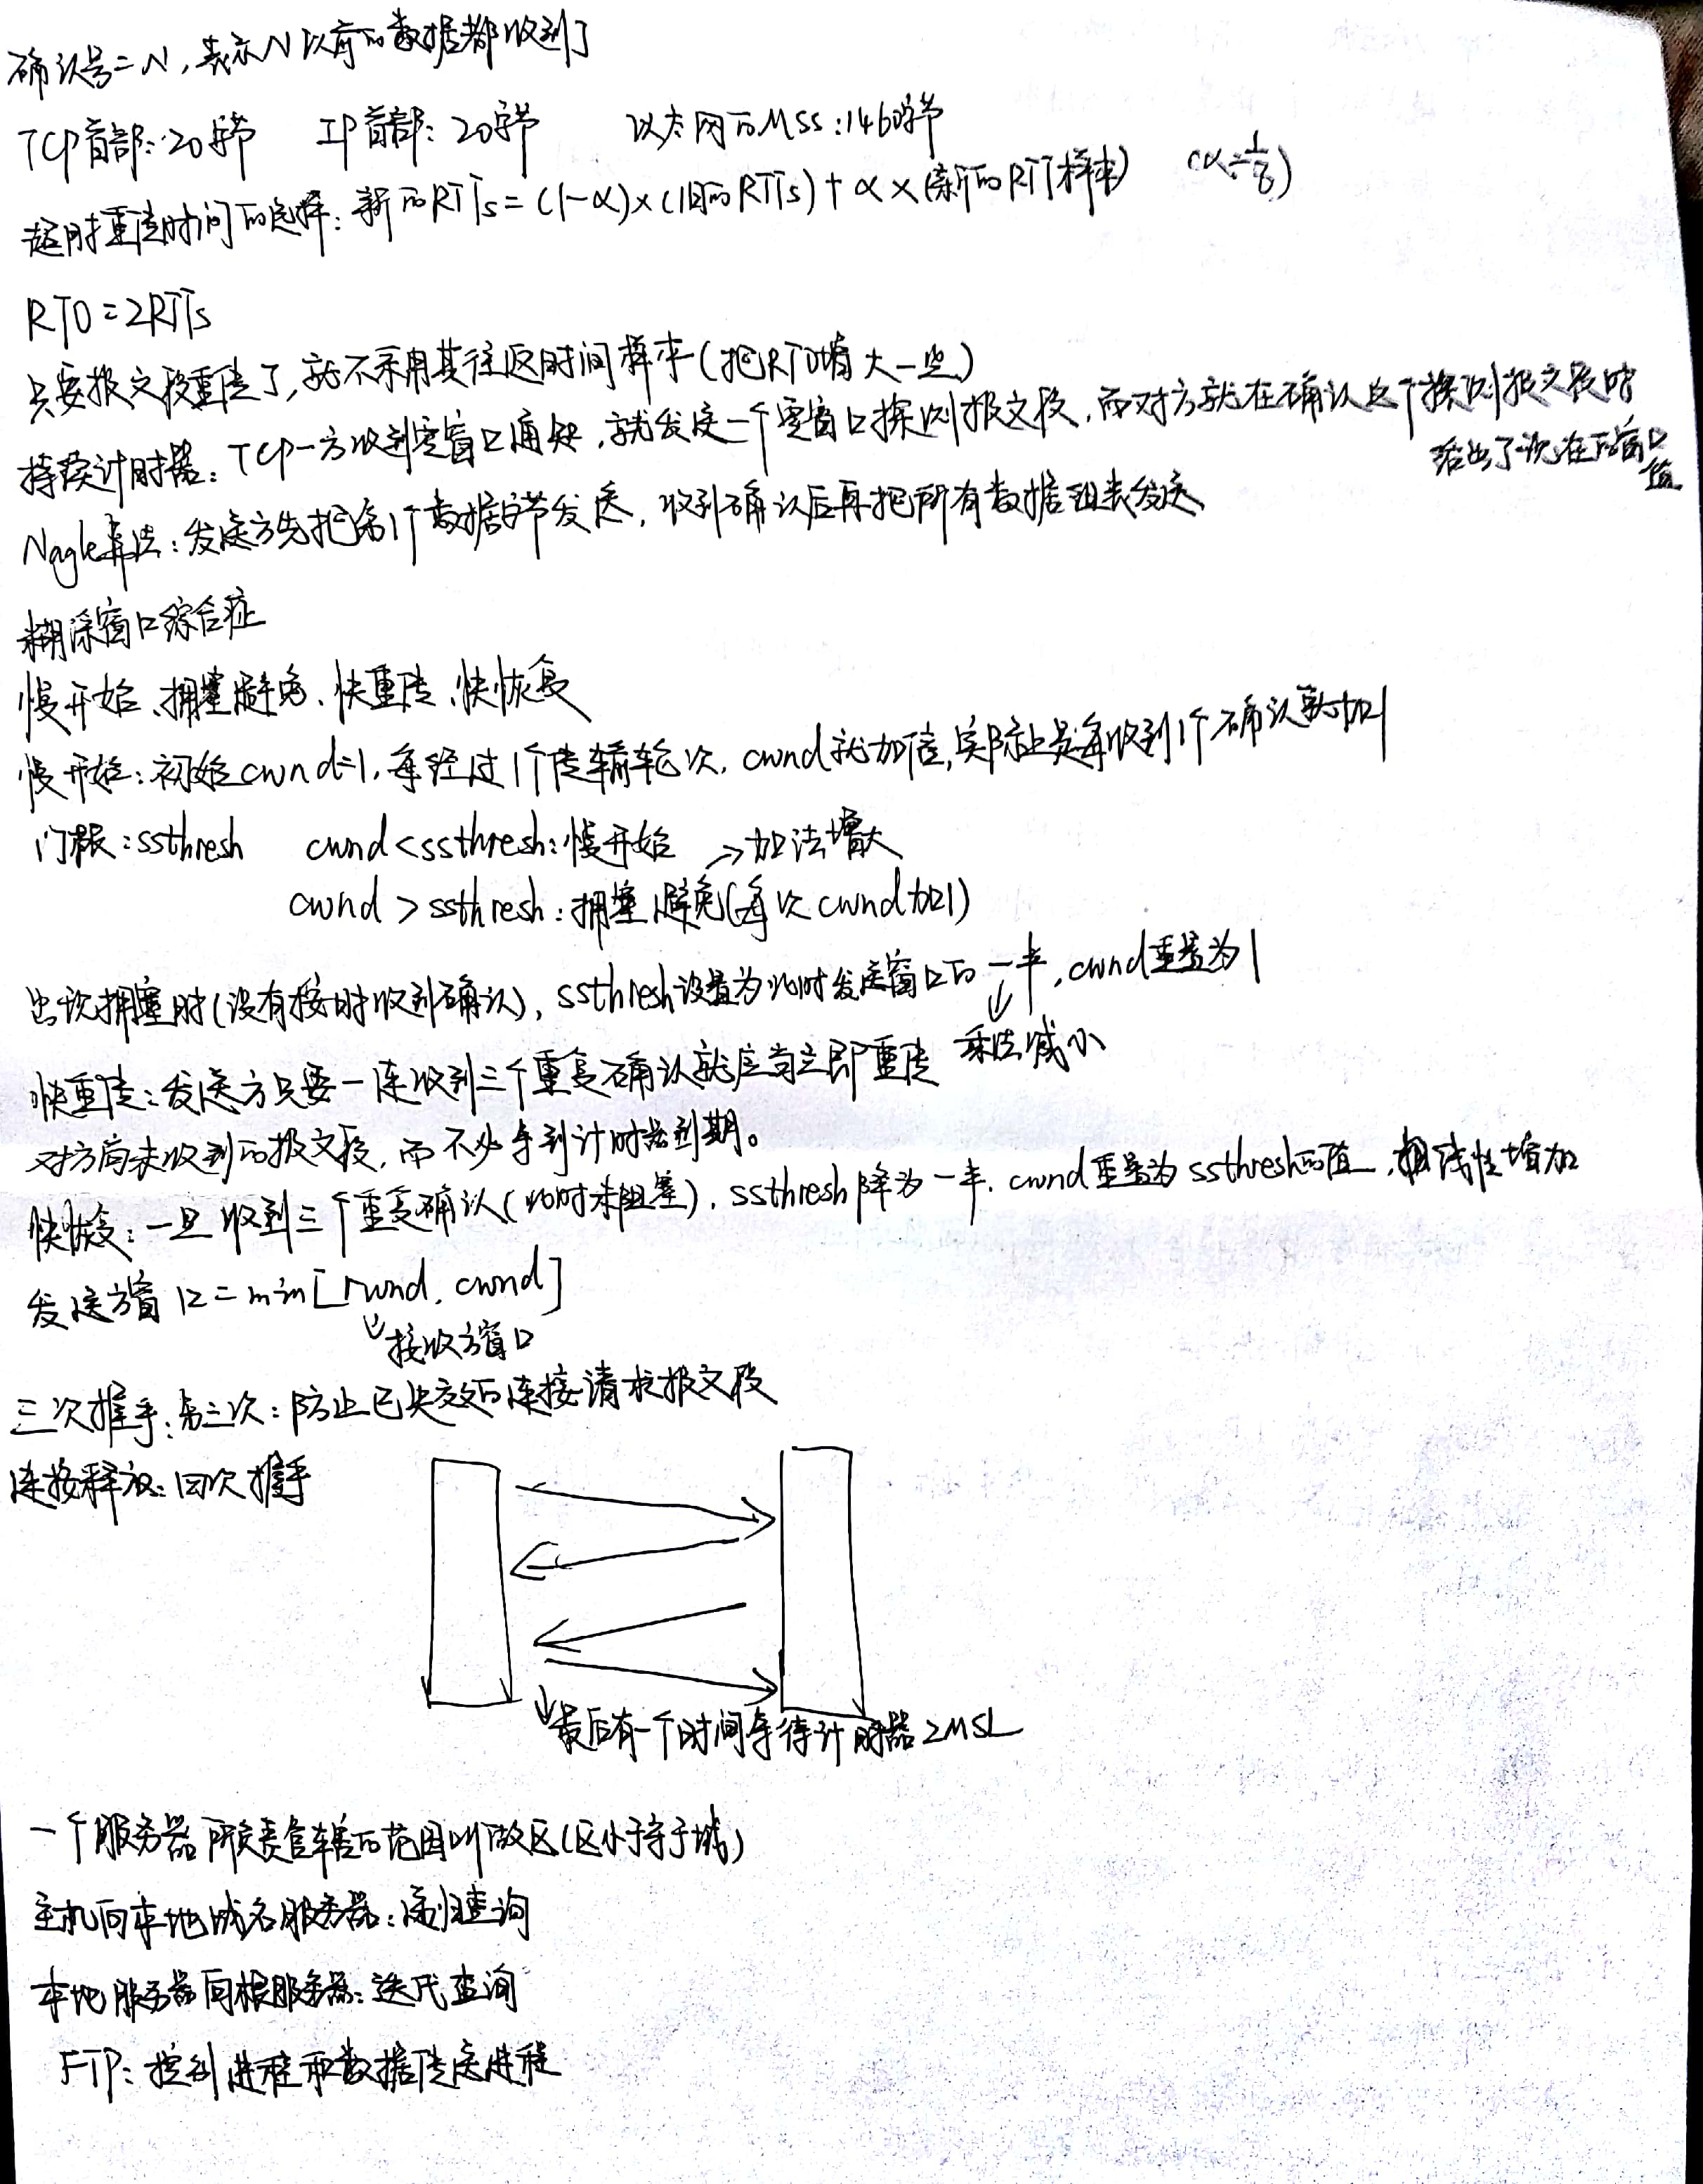 确认号=N,表示N以前的数据都收到了
TCP首部:20字节 IP首部:20字节 以太网的MSS:1460字节
超时重传时间的选择:新的RTTs=(1-α)×(旧的RTTs)+α×(新的RTT样本) (α=1/8)
RTO=2RTTs
只要报文段重传了,就不采用其往返时间样本(把RTO增大一些)
持续计时器:TCP一方收到零窗口通知,就发送一个零窗口探测报文段,而对方就在确认这个探测报文段时
给出了现在的窗口
值
Nagle算法:发送方先把第1个数据字节发送,收到确认后再把所有数据组装发送
糊涂窗口综合症
慢开始、拥塞避免、快重传、快恢复
慢开始:初始cwnd=1,每经过1个传输轮次,cwnd就加倍,实际上是每收到1个确认就加1
门限:ssthresh cwnd<ssthresh:慢开始 →加法增大
cwnd>ssthresh:拥塞避免(每次cwnd加1)
出现拥塞时(没有按时收到确认),ssthresh设置为此时发送窗口的一半,cwnd重置为1
↓
乘法减小
快重传:发送方只要一连收到三个重复确认就应当立即重传
对方尚未收到的报文段,而不必等到计时器到期。
快恢复:一旦收到三个重复确认(此时未阻塞),ssthresh降为一半,cwnd重置为ssthresh的值,线性增加
发送方窗口=min[rwnd,cwnd]
↓接收方窗口
三次握手:第三次:防止已失效的连接请求报文段
连接释放:四次握手
↓最后有一个时间等待计时器2MSL
一个服务器所负责管辖的范围叫做区(区小于等于域)
主机向本地域名服务器:递归查询
本地服务器向根服务器:迭代查询
FTP:控制进程和数据传送进程